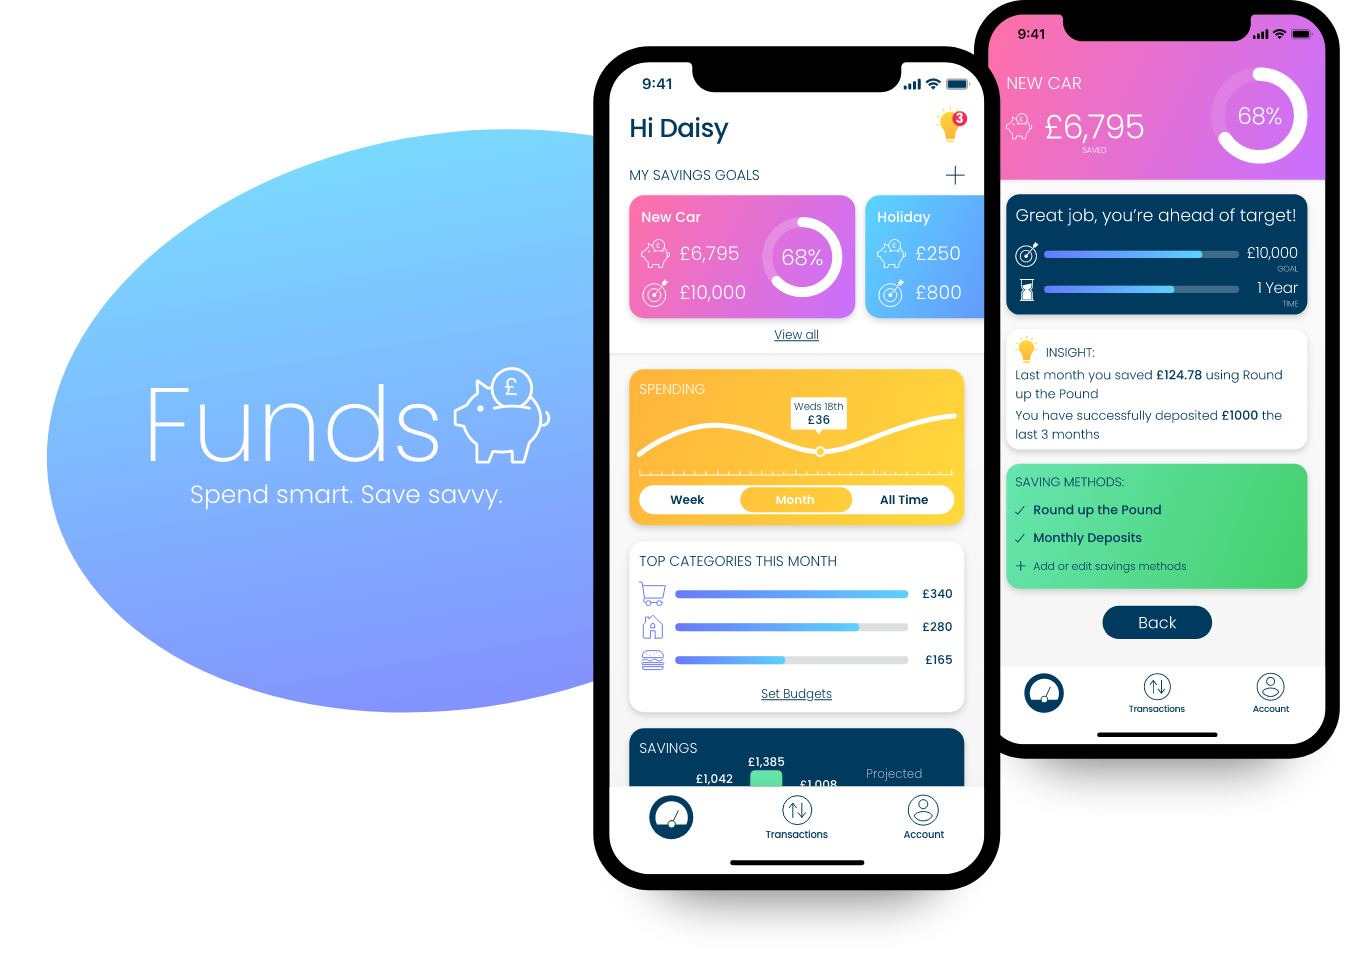 Funds
£
Spend smart. Save savvy.
9:41
Hi Daisy
3
MY SAVINGS GOALS
New Car
£
£6,795
£10,000
68%
Holiday
£
£250
£800
View all
SPENDING
Weds 18th
£36
Week
Month
All Time
TOP CATEGORIES THIS MONTH
£340
£280
£165
Set Budgets
SAVINGS
£1,385
£1,042
£1,008
Projected
Transactions
Account
9:41
NEW CAR
£
£6,795
SAVED
68%
Great job, you’re ahead of target!
£10,000
GOAL
1 Year
TIME
INSIGHT:
Last month you saved £124.78 using Round
up the Pound
You have successfully deposited £1000 the
last 3 months
SAVING METHODS:
Round up the Pound
Monthly Deposits
Add or edit savings methods
Back
Transactions
Account